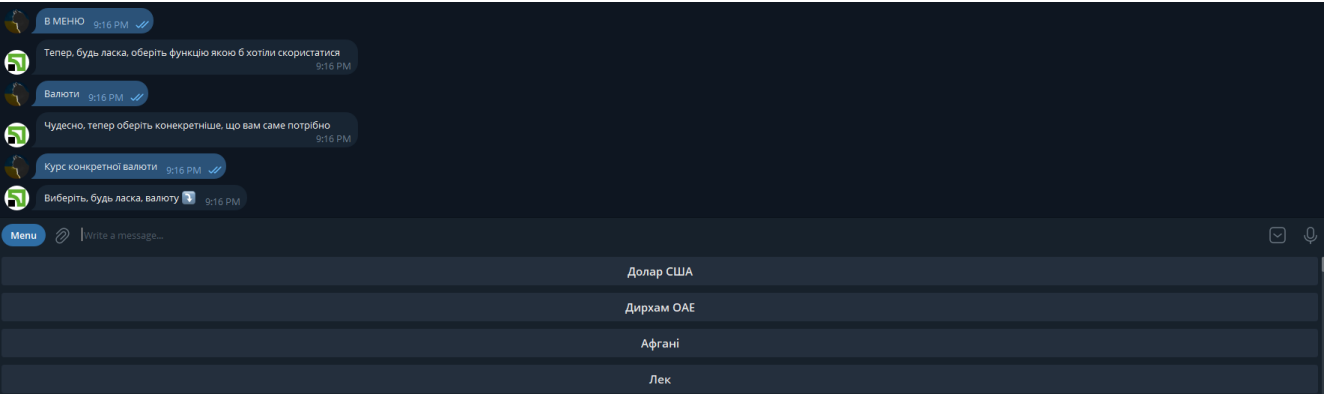 В МЕНЮ 9:16 PM
Тепер, будь ласка, оберіть функцію якою б хотіли скористатися
9:16 PM
Валюти 9:16 PM
Чудесно, тепер оберіть конекретніше, що вам саме потрібно
9:16 PM
Курс конкретної валюти 9:16 PM
Виберіть, будь ласка, валюту ⤵️ 9:16 PM
Menu Write a message...
Долар США
Дирхам ОАЕ
Афгані
Лек